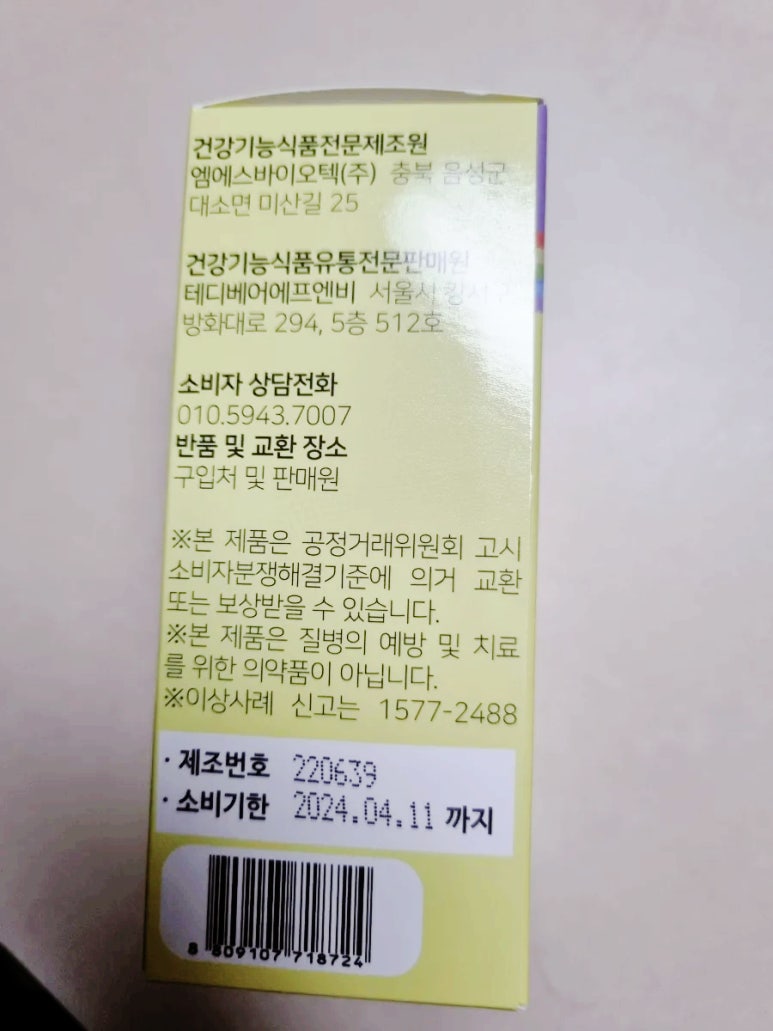 건강기능식품전문제조원
엠에스바이오텍(주) 충북 음성군
대소면 미산길 25
건강기능식품유통전문판매원
테디베어에프엔비 서울시 강서
방화대로 294, 5층 512호
소비자 상담전화
010.5943.7007
반품 및 교환 장소
구입처 및 판매원
※본 제품은 공정거래위원회 고시
소비자분쟁해결기준에 의거 교환
또는 보상받을 수 있습니다.
※본 제품은 질병의 예방 및 치료
를 위한 의약품이 아닙니다.
※이상사례 신고는 1577-2488
· 제조번호 220639
· 소비기한 2024.04.11 까지
8 809107 718724